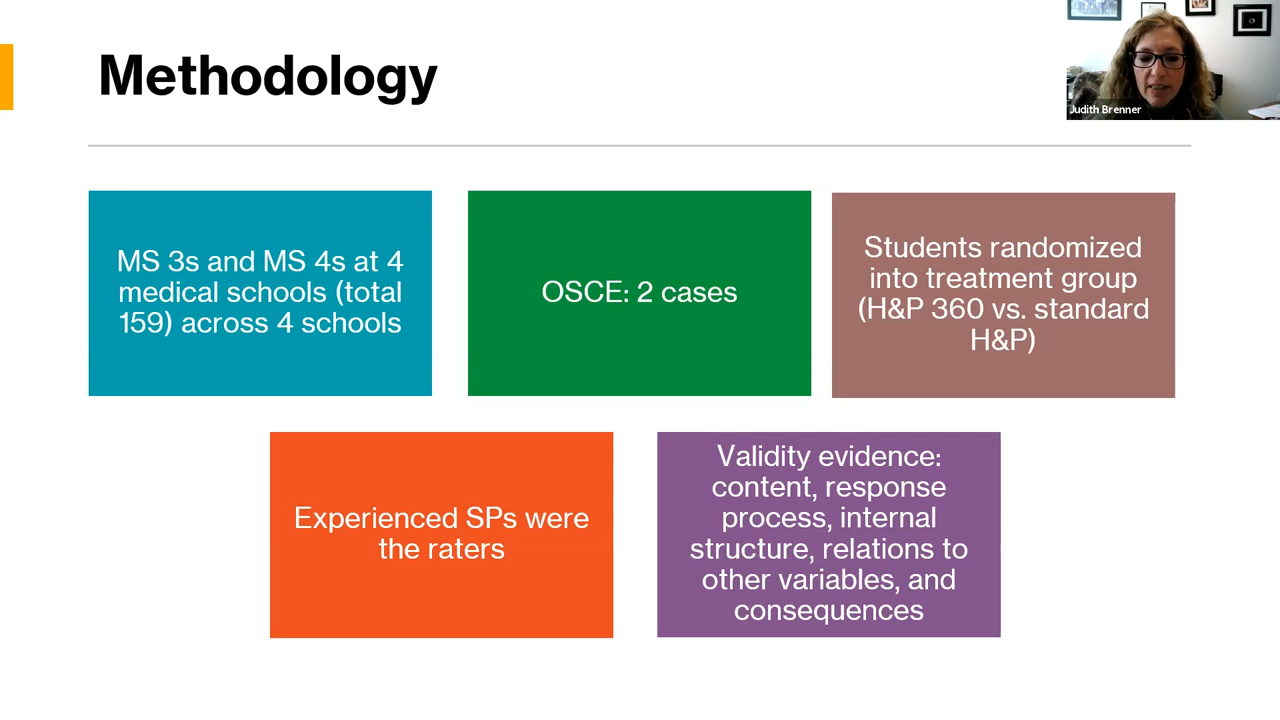 Methodology
Judith Brenner
MS 3s and MS 4s at 4
medical schools (total
159) across 4 schools
OSCE: 2 cases
Students randomized
into treatment group
(H&P 360 vs. standard
H&P)
Experienced SPs were
the raters
Validity evidence:
content, response
process, internal
structure, relations to
other variables, and
consequences